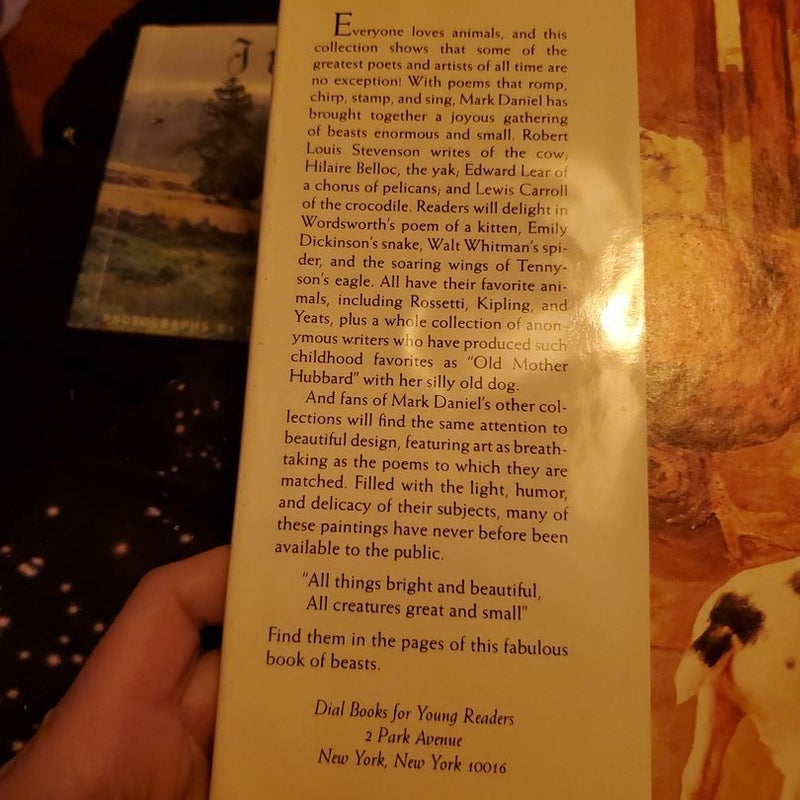 Everyone loves animals, and this
collection shows that some of the
greatest poets and artists of all time are
no exception! With poems that romp,
chirp, stamp, and sing, Mark Daniel has
brought together a joyous gathering
of beasts enormous and small. Robert
Louis Stevenson writes of the cow;
Hilaire Belloc, the yak; Edward Lear of
a chorus of pelicans; and Lewis Carroll
of the crocodile. Readers will delight in
Wordsworth's poem of a kitten, Emily
Dickinson's snake, Walt Whitman's spi-
der, and the soaring wings of Tenny-
son's eagle. All have their favorite ani-
mals, including Rossetti, Kipling, and
Yeats, plus a whole collection of anon-
ymous writers who have produced such
childhood favorites as "Old Mother
Hubbard" with her silly old dog.
And fans of Mark Daniel's other col-
lections will find the same attention to
beautiful design, featuring art as breath-
taking as the poems to which they are
matched. Filled with the light, humor,
and delicacy of their subjects, many of
these paintings have never before been
available to the public.
"All things bright and beautiful,
All creatures great and small"
Find them in the pages of this fabulous
book of beasts.
Dial Books for Young Readers
2 Park Avenue
New York, New York 10016
PHOTOGRAPHS BY